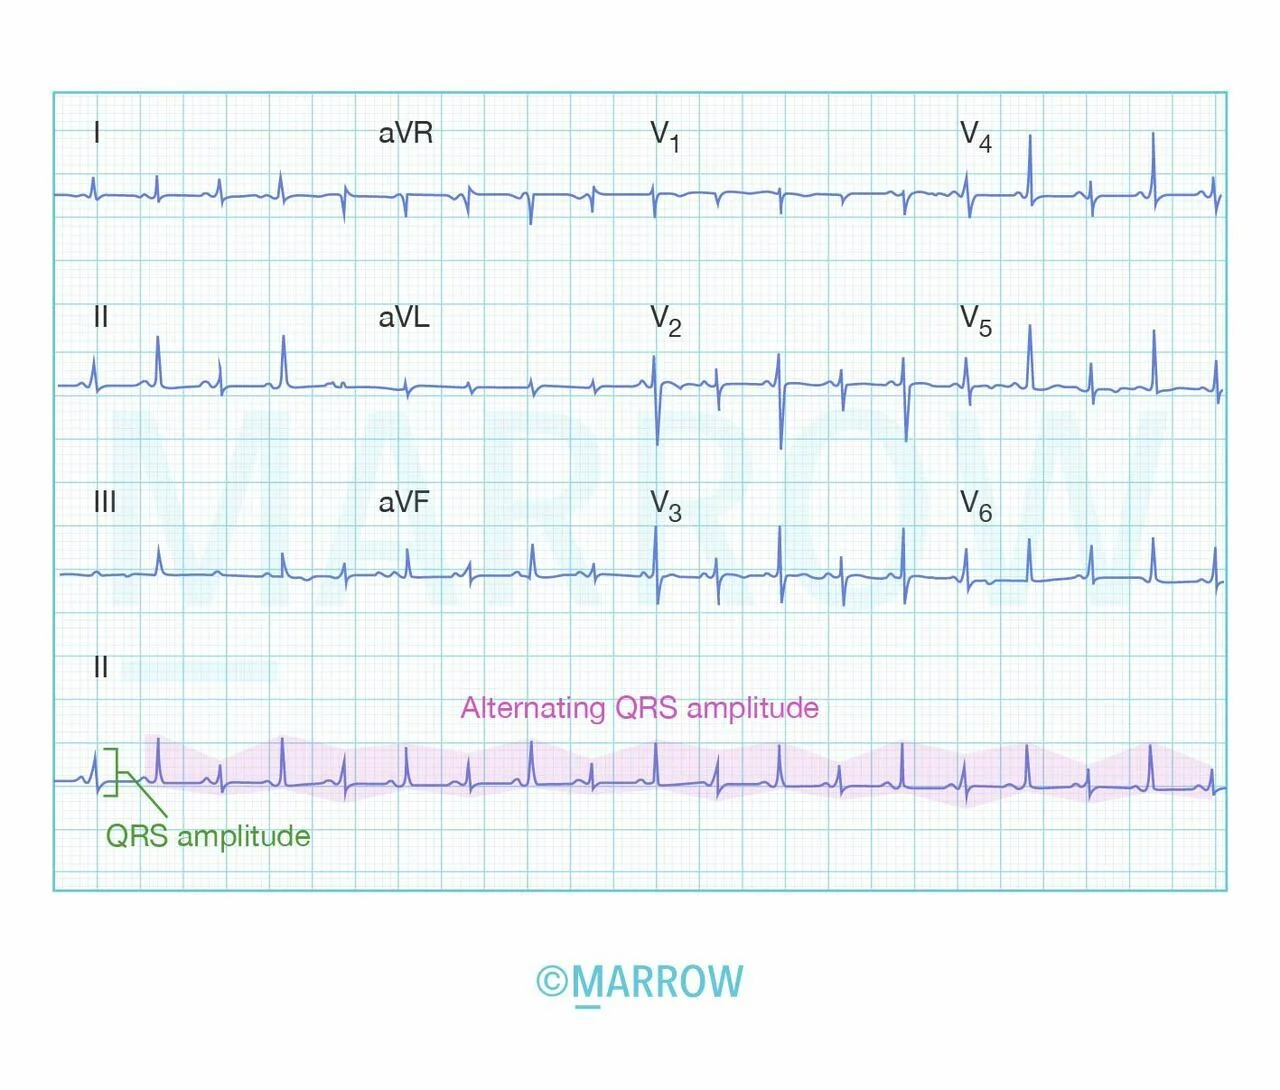 I aVR V1 V4
II aVL V2 V5
III aVF V3 V6
II
Alternating QRS amplitude
QRS amplitude
MARROW
©MARROW